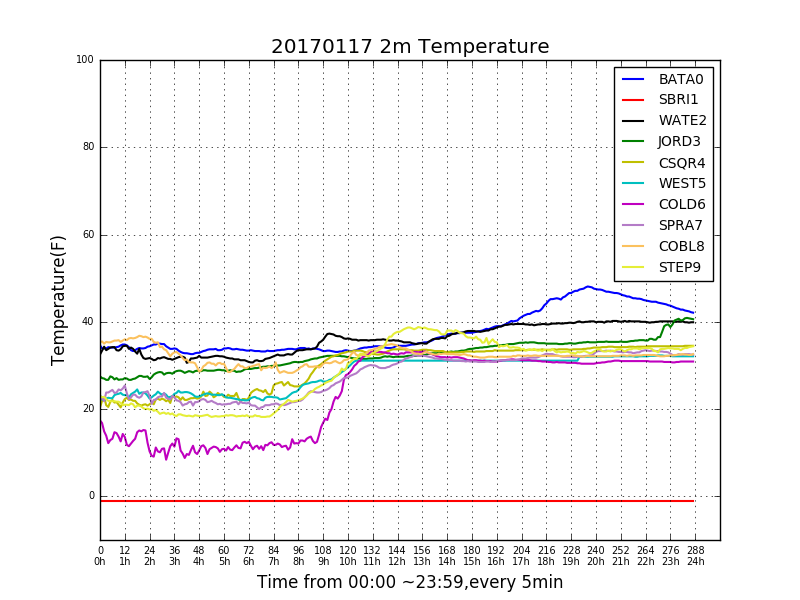 20170117 2m Temperature
100
80
60
40
20
0
Temperature(F)
BATA0
SBRI1
WATE2
JORD3
CSQR4
WEST5
COLD6
SPRA7
COBL8
STEP9
0 12 24 36 48 60 72 84 96 108 120 132 144 156 168 180 192 204 216 228 240 252 264 276 288
0h 1h 2h 3h 4h 5h 6h 7h 8h 9h 10h 11h 12h 13h 14h 15h 16h 17h 18h 19h 20h 21h 22h 23h 24h
Time from 00:00 ~23:59,every 5min